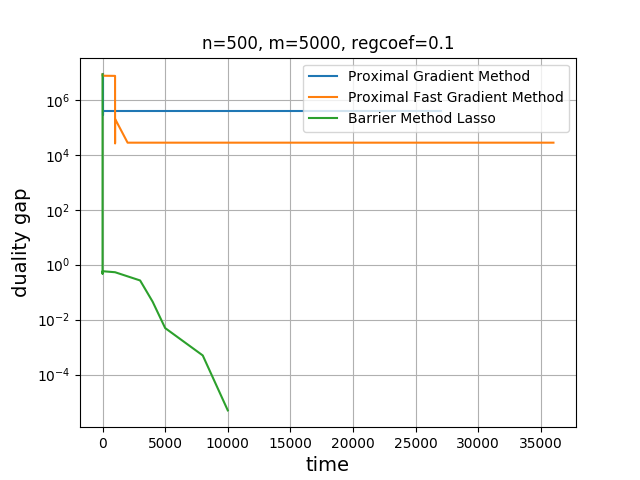 n=500, m=5000, regcoef=0.1
Proximal Gradient Method
Proximal Fast Gradient Method
Barrier Method Lasso
10^6
10^4
10^2
10^0
10^−2
10^−4
duality gap
0 5000 10000 15000 20000 25000 30000 35000
time